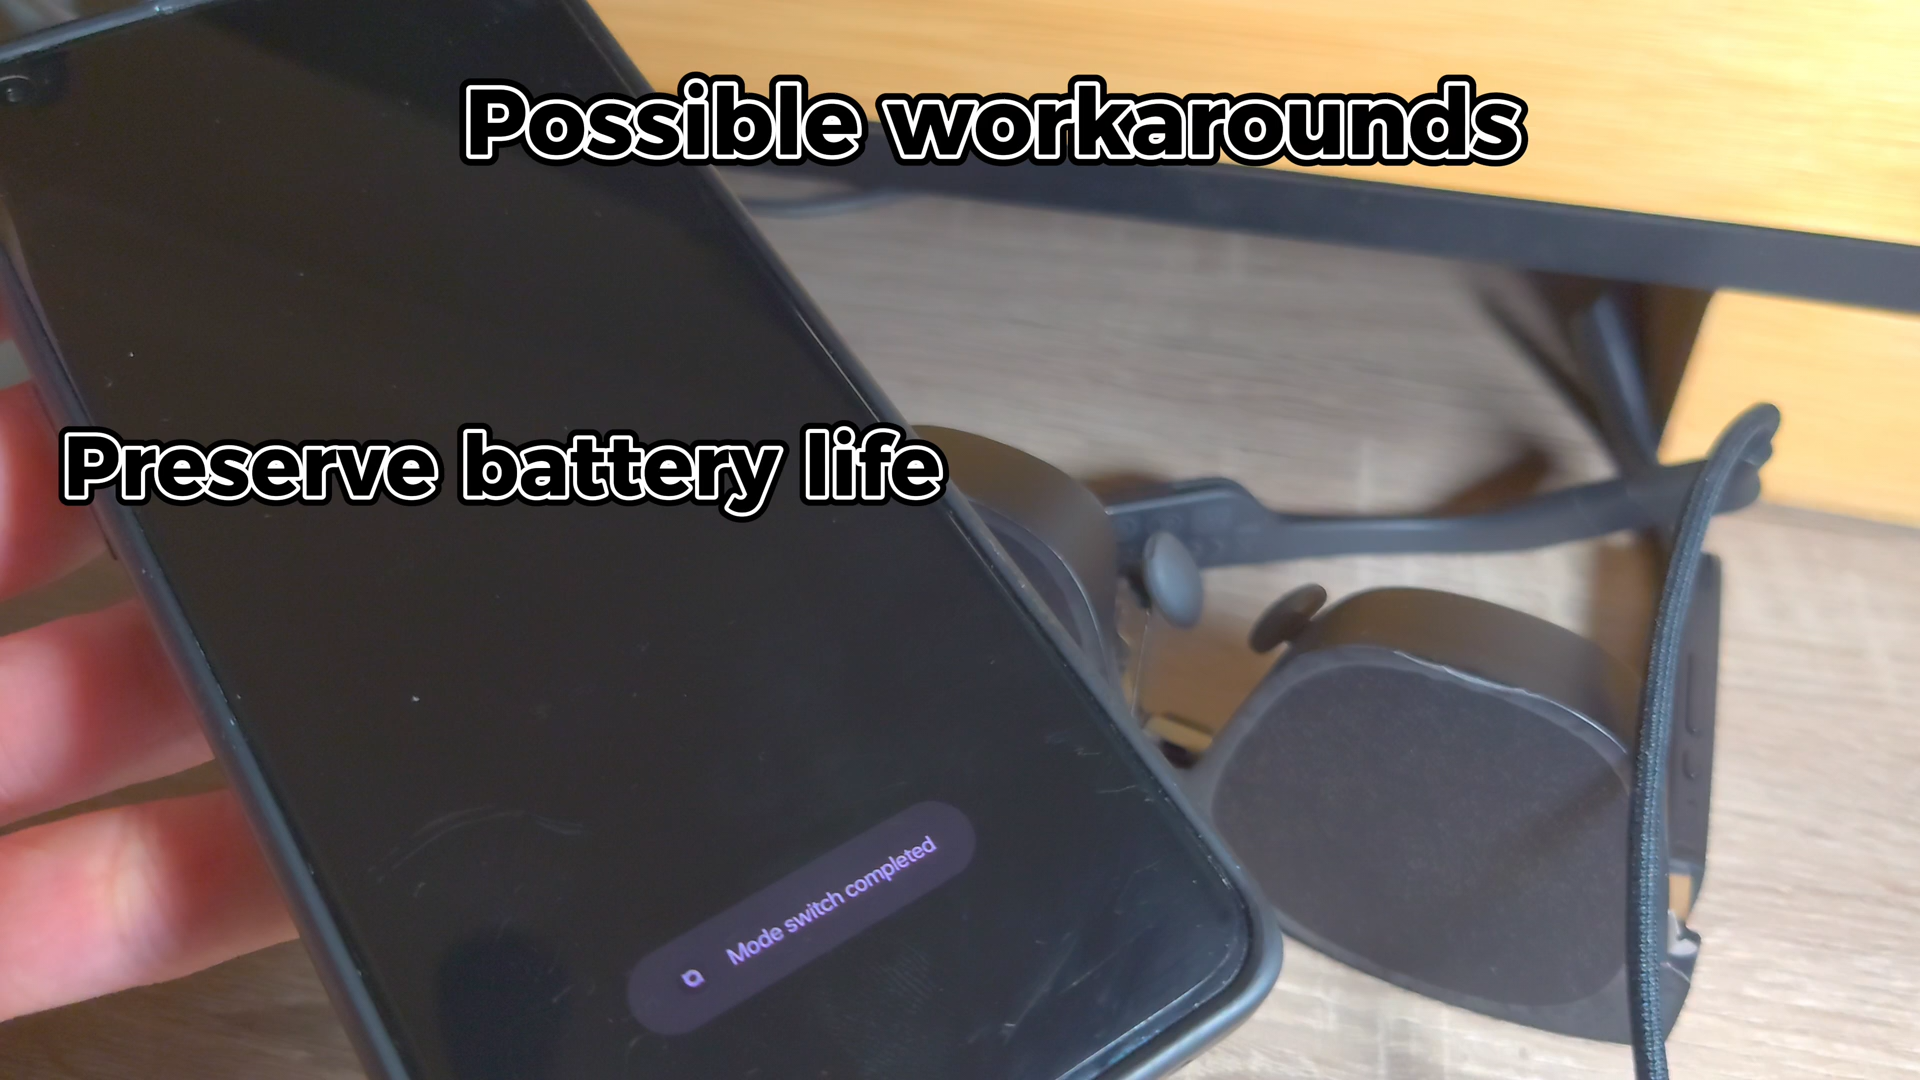 Possible workarounds
Preserve battery life
Mode switch completed